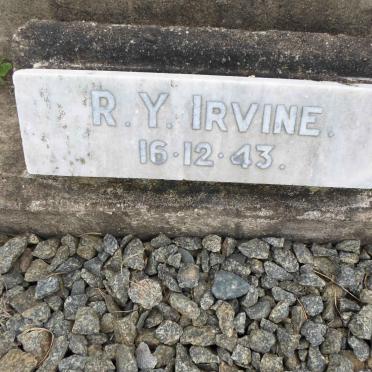 R. Y. IRVINE.
16·12·43.